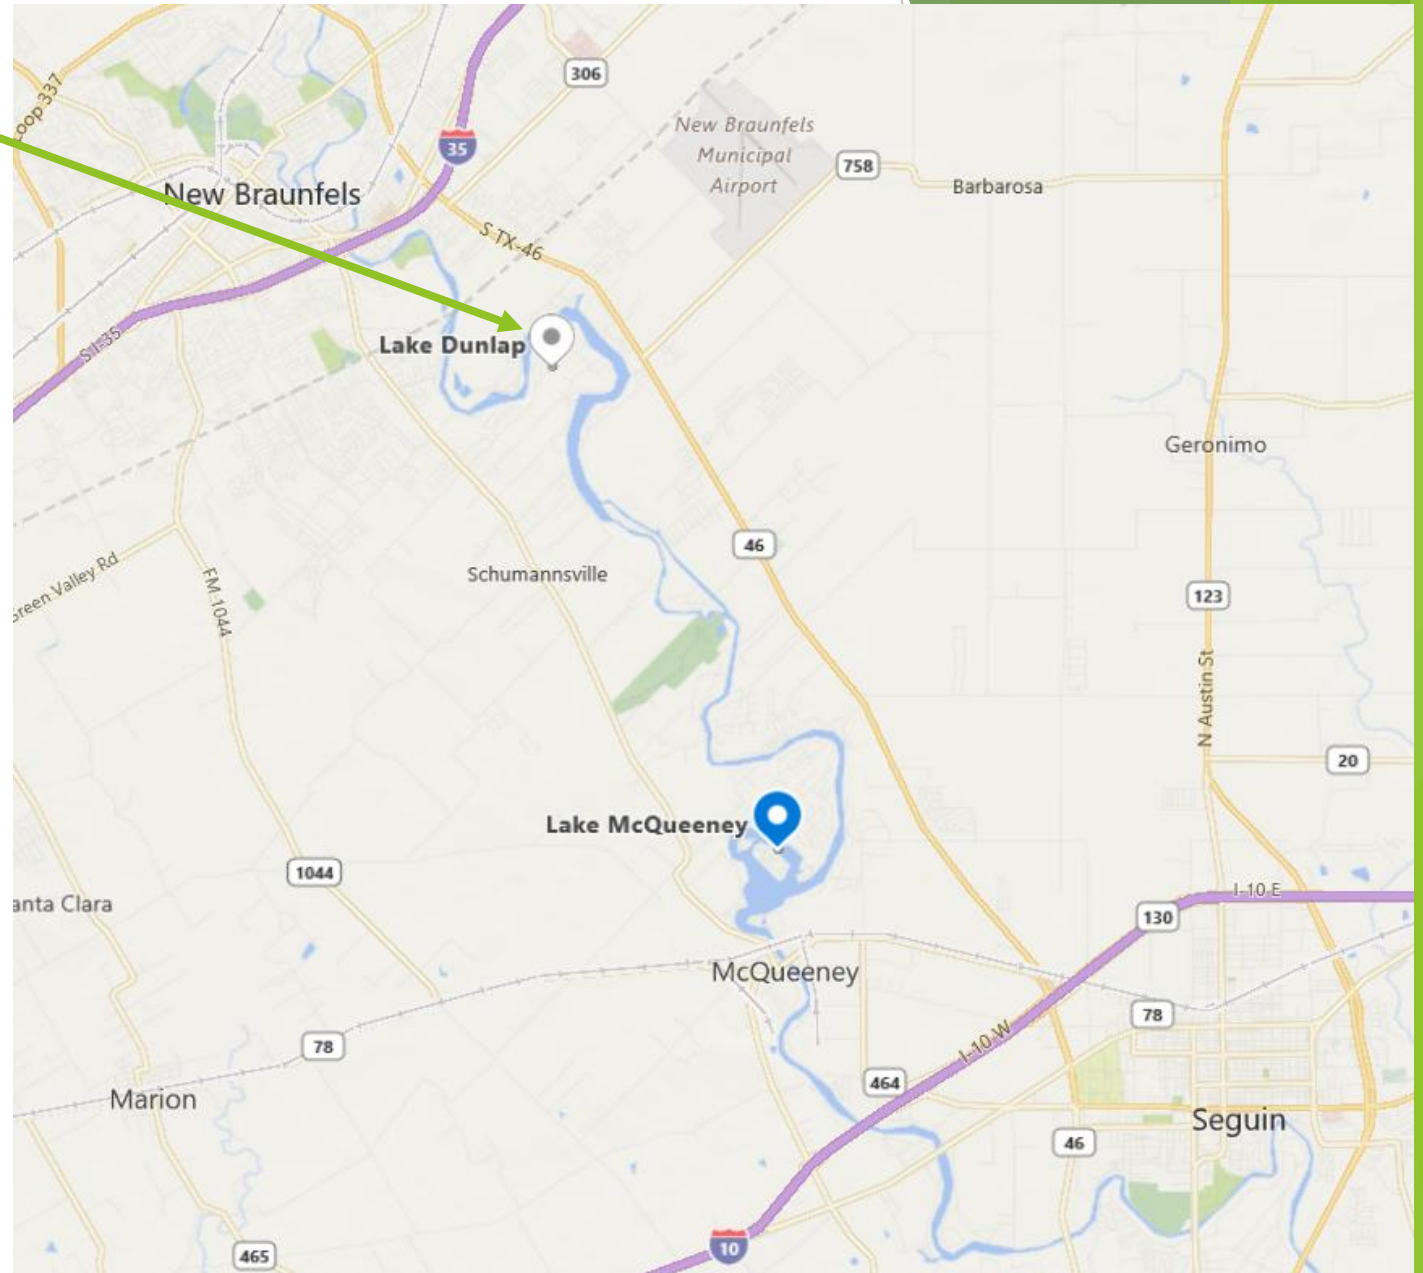 Loop 337
306
35
New Braunfels
Municipal
Airport
758
New Braunfels
Barbarosa
S TX-46
S I-35
Lake Dunlap
Geronimo
46
Schumannsville
Green Valley Rd
FM 1044
123
N Austin St
20
Lake McQueeney
1044
I-10 E
anta Clara
130
McQueeney
78
78
I-10 W
464
Marion
Seguin
46
465
10